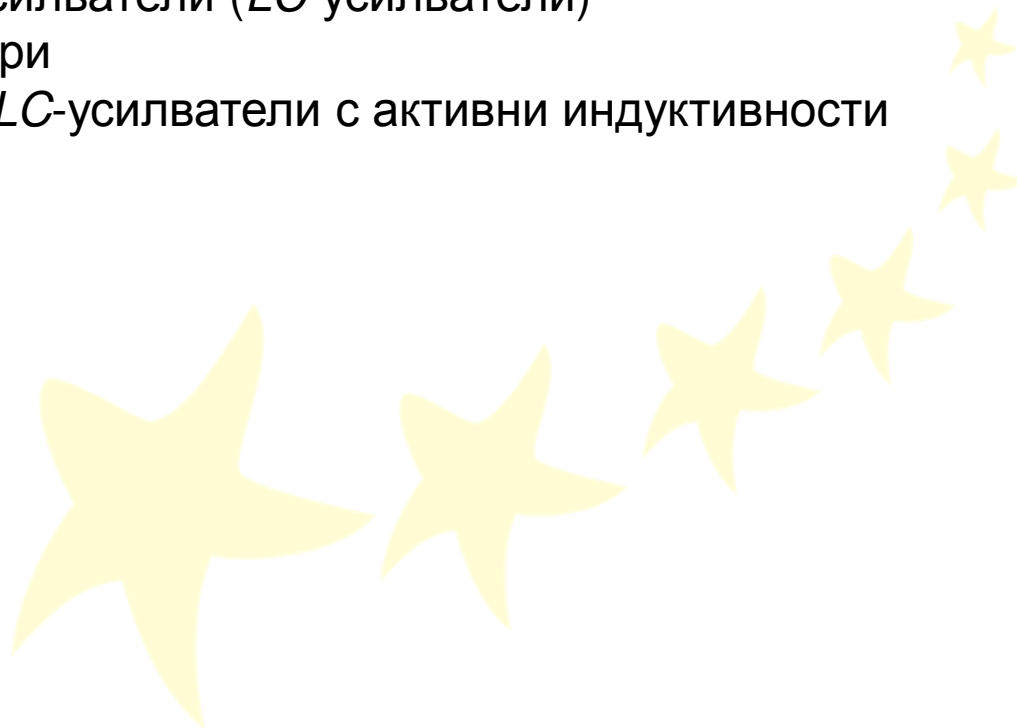 силватели (LC-усилватели)
ри
LC-усилватели с активни индуктивности